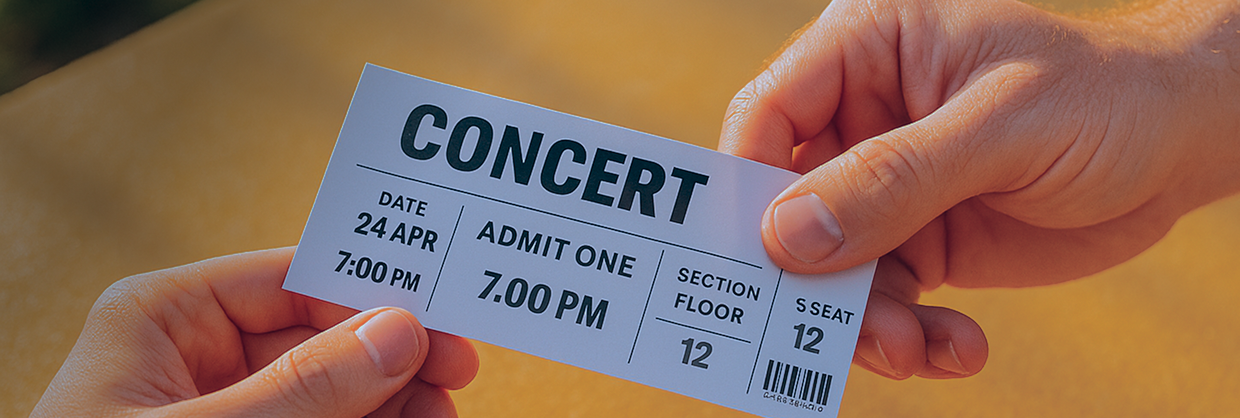 CONCERT
DATE
24 APR
7:00 PM
ADMIT ONE
7.00 PM
SECTION
FLOOR
12
S SEAT
12